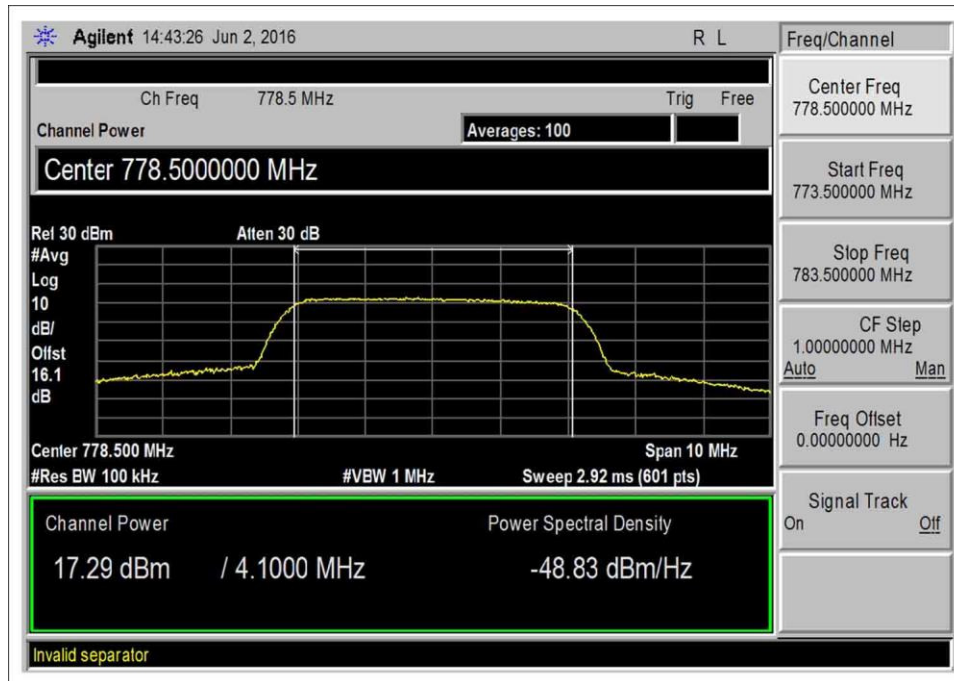 Agilent 14:43:26 Jun 2, 2016 R L
Freq/Channel
Ch Freq 778.5 MHz Trig Free
Channel Power Averages: 100
Center 778.5000000 MHz
Ref 30 dBm Atten 30 dB
#Avg
Log
10
dB/
Offst
16.1
dB
Center 778.500 MHz Span 10 MHz
#Res BW 100 kHz #VBW 1 MHz Sweep 2.92 ms (601 pts)
Channel Power Power Spectral Density
17.29 dBm / 4.1000 MHz -48.83 dBm/Hz
Invalid separator
Center Freq
778.500000 MHz
Start Freq
773.500000 MHz
Stop Freq
783.500000 MHz
CF Step
1.00000000 MHz
Auto Man
Freq Offset
0.00000000 Hz
Signal Track
On Off